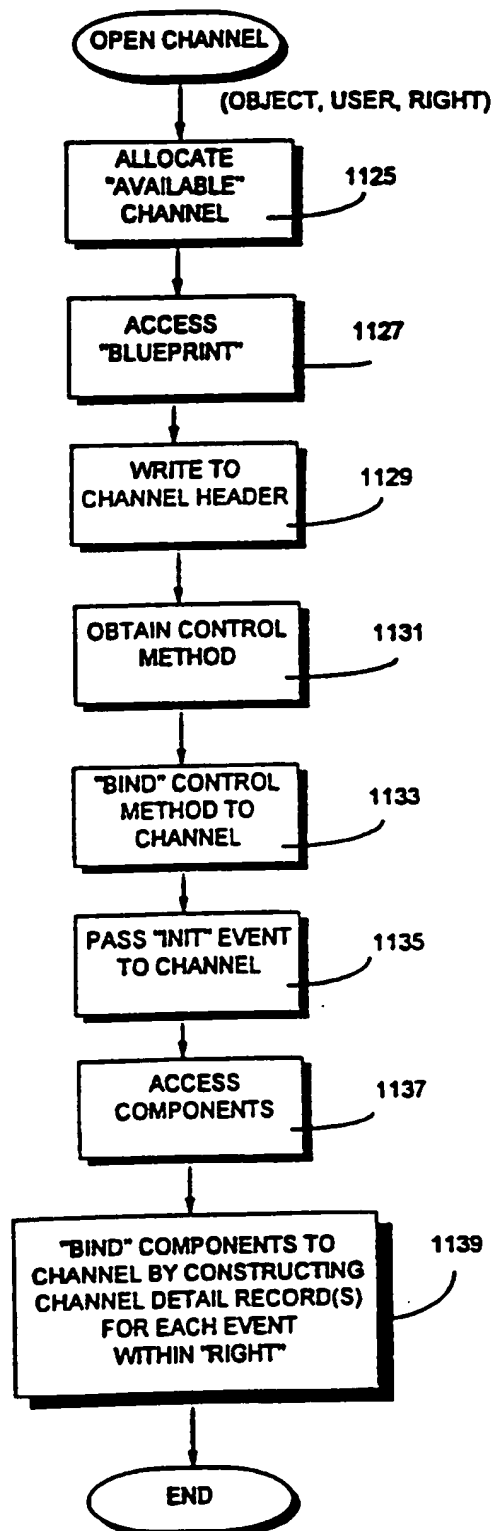 OPEN CHANNEL
(OBJECT, USER, RIGHT)
ALLOCATE
"AVAILABLE"
CHANNEL
1125
ACCESS
"BLUEPRINT"
1127
WRITE TO
CHANNEL HEADER
1129
OBTAIN CONTROL
METHOD
1131
"BIND" CONTROL
METHOD TO
CHANNEL
1133
PASS "INIT" EVENT
TO CHANNEL
1135
ACCESS
COMPONENTS
1137
"BIND" COMPONENTS TO
CHANNEL BY CONSTRUCTING
CHANNEL DETAIL RECORD(S)
FOR EACH EVENT
WITHIN "RIGHT"
1139
END